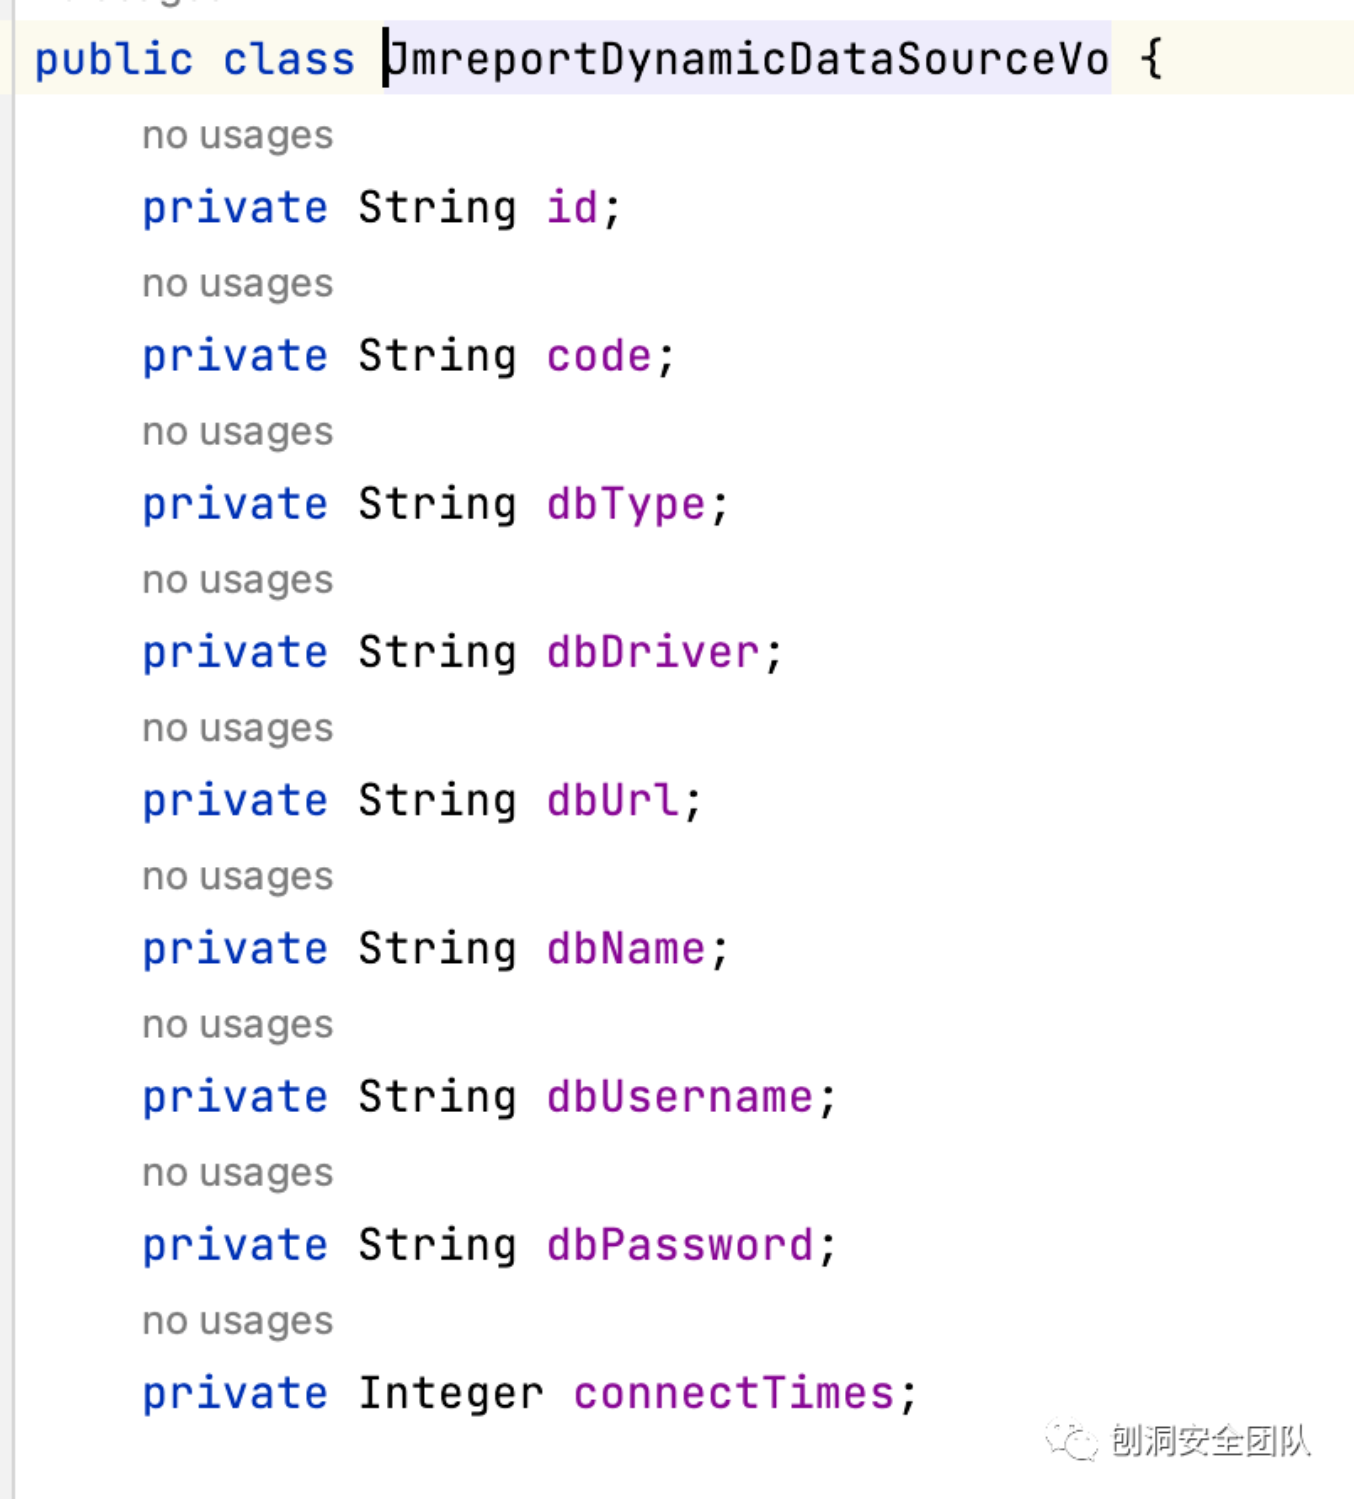 public class JmreportDynamicDataSourceVo {
no usages
private String id;
no usages
private String code;
no usages
private String dbType;
no usages
private String dbDriver;
no usages
private String dbUrl;
no usages
private String dbName;
no usages
private String dbUsername;
no usages
private String dbPassword;
no usages
private Integer connectTimes;
刨洞安全团队